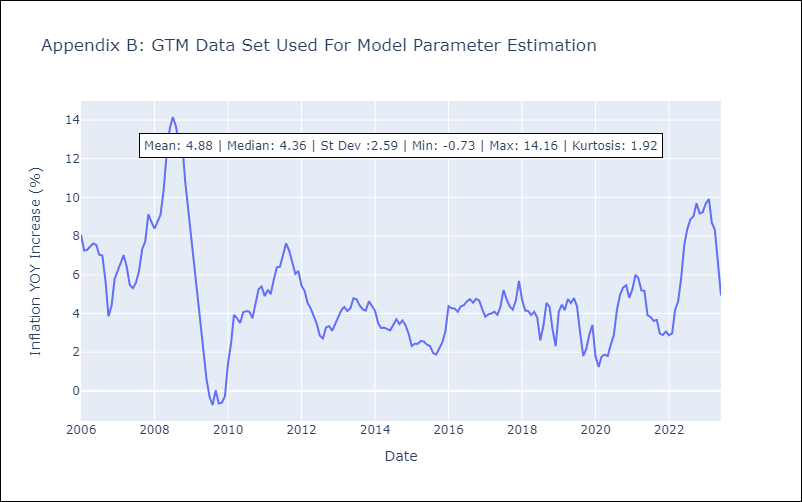 Appendix B: GTM Data Set Used For Model Parameter Estimation
Mean: 4.88 | Median: 4.36 | St Dev :2.59 | Min: -0.73 | Max: 14.16 | Kurtosis: 1.92
Inflation YOY Increase (%)
14
12
10
8
6
4
2
0
2006 2008 2010 2012 2014 2016 2018 2020 2022
Date